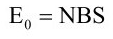 E₀ = NBS